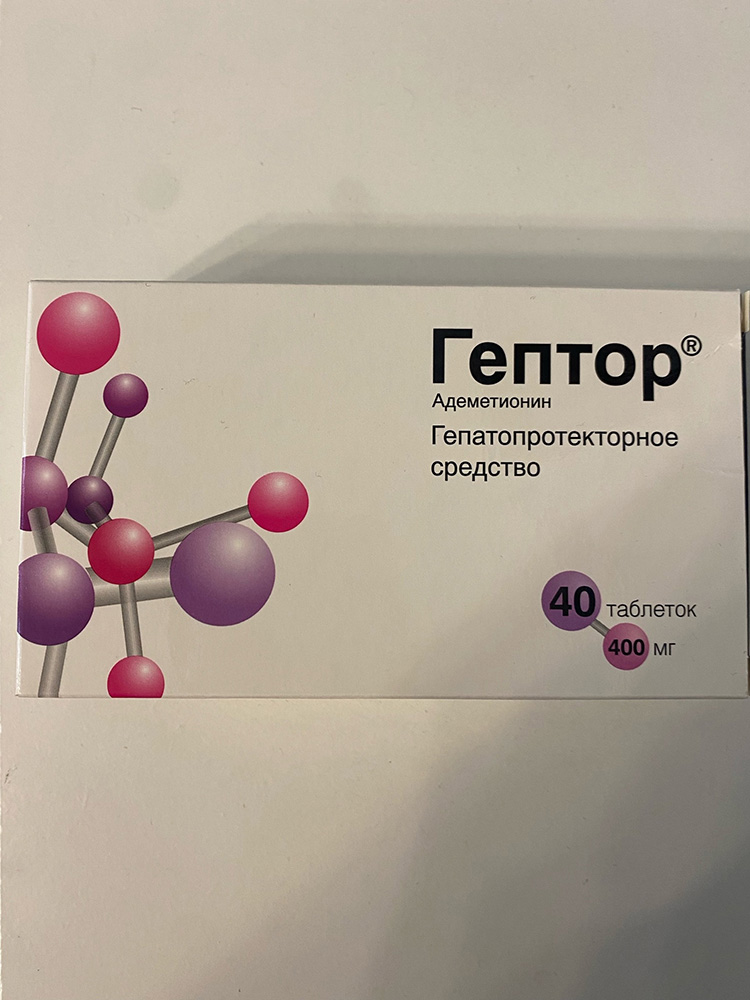 Гептор®
Адеметионин
Гепатопротекторное
средство
40 таблеток
400 мг